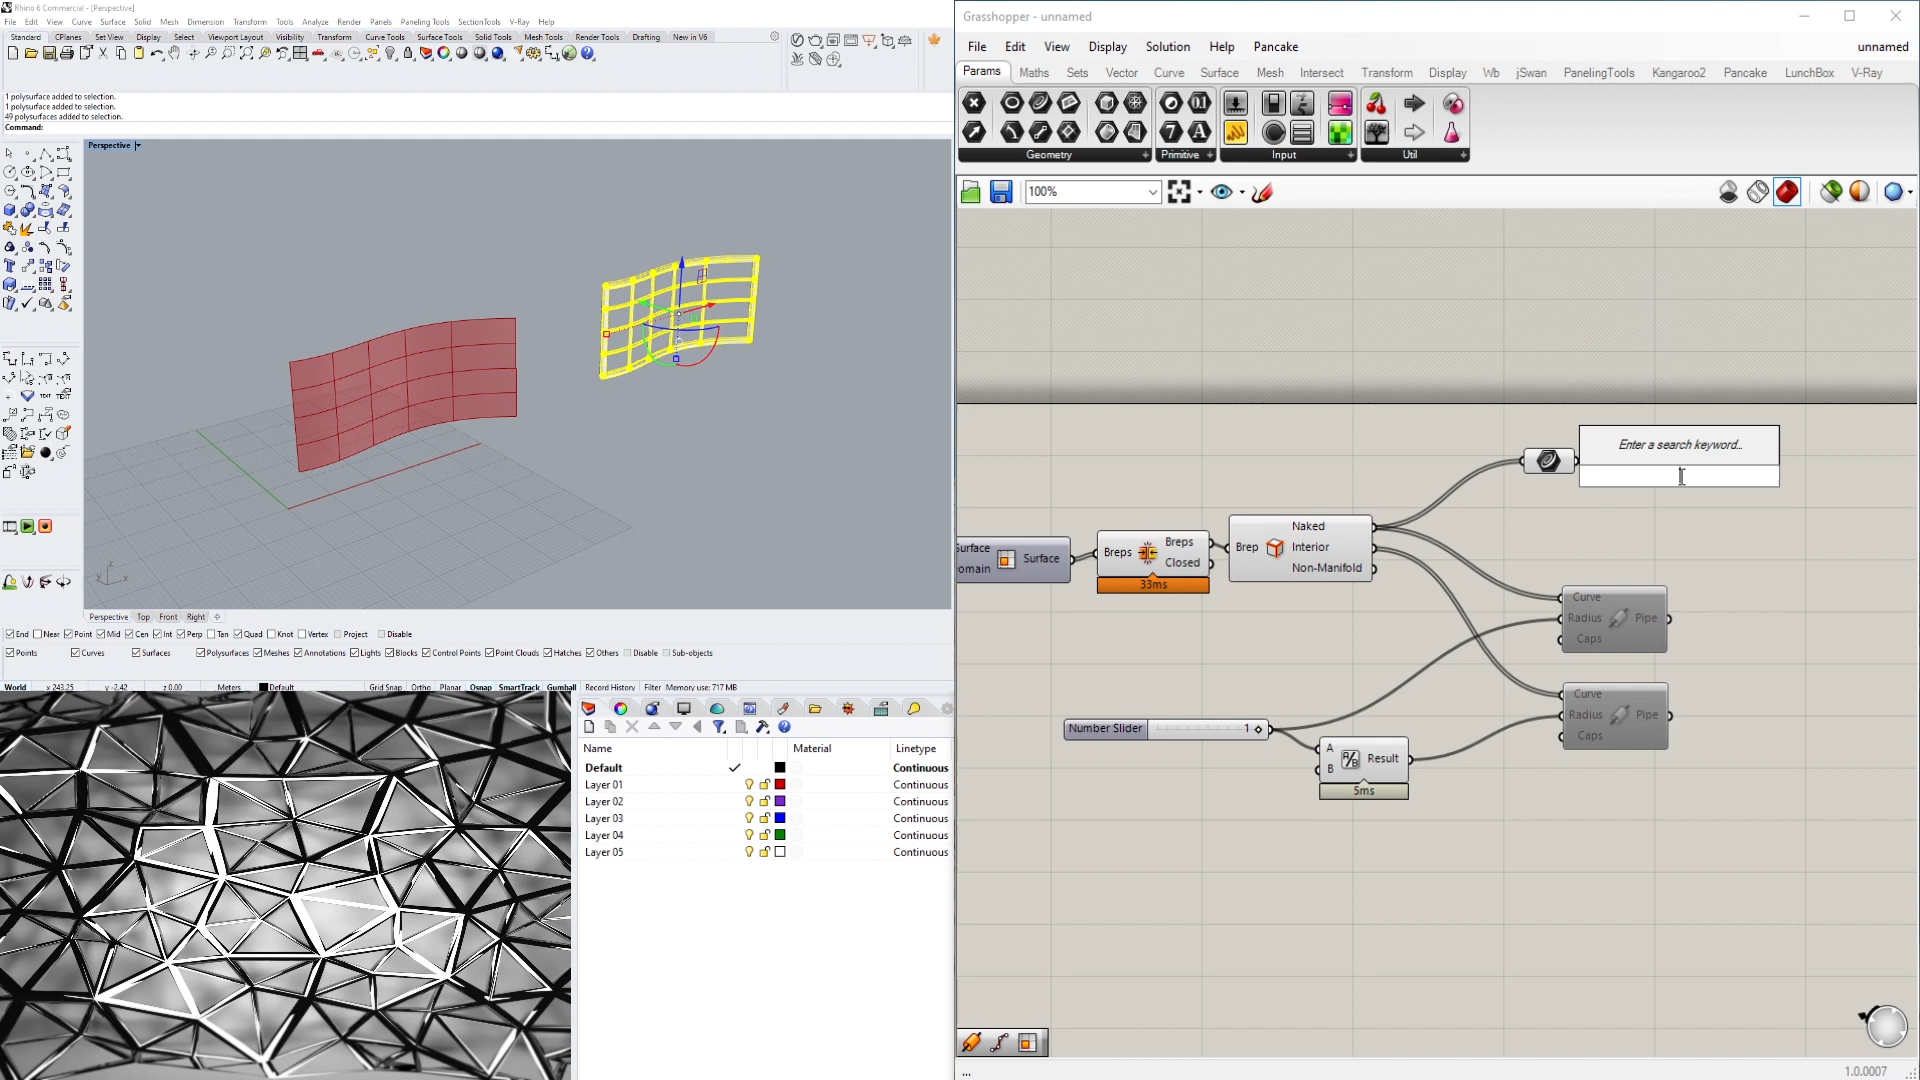 Rhino 6 Commercial - [Perspective]
File Edit View Curve Surface Solid Mesh Dimension Transform Tools Analyze Render Panels Paneling Tools SectionTools V-Ray Help
Standard CPlanes Set View Display Select Viewport Layout Visibility Transform Curve Tools Surface Tools Solid Tools Mesh Tools Render Tools Drafting New in V6
1 polysurface added to selection.
1 polysurface added to selection.
49 polysurfaces added to selection.
Command:
Perspective
z
x
Perspective Top Front Right
End Near Point Mid Cen Int Perp Tan Quad Knot Vertex Project Disable
Points Curves Surfaces Polysurfaces Meshes Annotations Lights Blocks Control Points Point Clouds Hatches Others Disable Sub-objects
World x 243.25 y -2.42 z 0.00 Meters Default Grid Snap Ortho Planar Osnap SmartTrack Gumball Record History Filter Memory use: 717 MB
Name Material Linetype
Default Continuous
Layer 01 Continuous
Layer 02 Continuous
Layer 03 Continuous
Layer 04 Continuous
Layer 05 Continuous
Grasshopper - unnamed
File Edit View Display Solution Help Pancake unnamed
Params Maths Sets Vector Curve Surface Mesh Intersect Transform Display Wb jSwan PanelingTools Kangaroo2 Pancake LunchBox V-Ray
Geometry Primitive Input Util
100%
Enter a search keyword...
Surface
omain
Surface
Breps
Breps
Closed
33ms
Brep
Naked
Interior
Non-Manifold
Curve
Radius
Caps
Pipe
Curve
Radius
Caps
Pipe
Number Slider 1
A
B
A/B
Result
5ms
...
1.0.0007